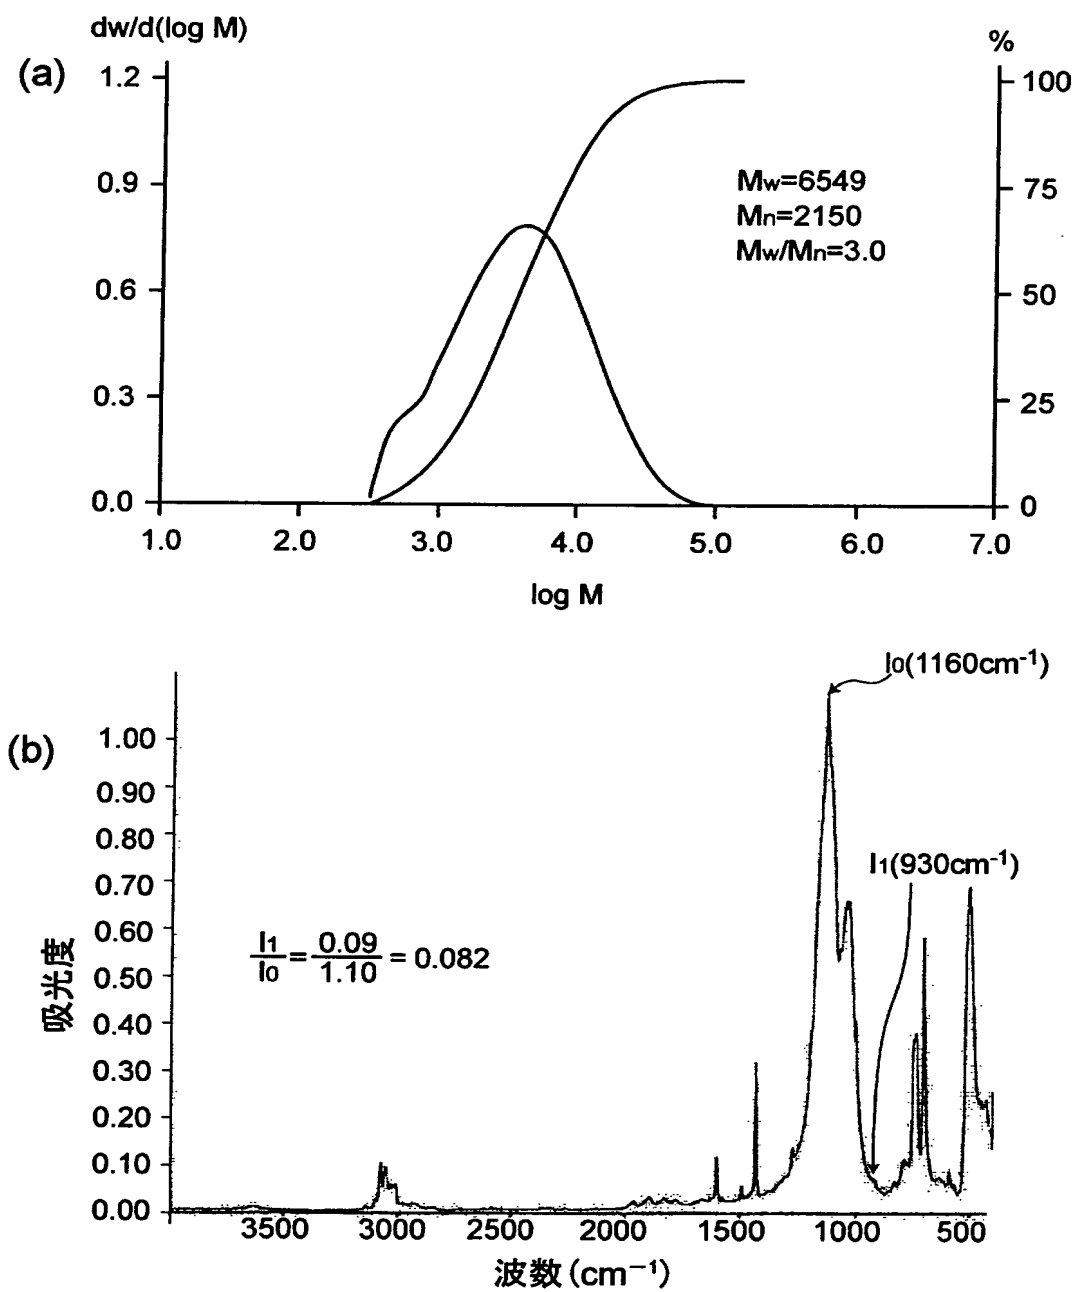 dw/d(log M)
%
(a)
1.2
100
0.9
75
Mw=6549
Mn=2150
Mw/Mn=3.0
0.6
50
0.3
25
0.0
0
1.0 2.0 3.0 4.0 5.0 6.0 7.0
log M
I0(1160cm-1)
(b)
1.00
0.90
0.80
I1(930cm-1)
0.70
0.60
I1/I0 = 0.09/1.10 = 0.082
0.50
0.40
0.30
0.20
0.10
0.00
吸光度
3500 3000 2500 2000 1500 1000 500
波数(cm−1)